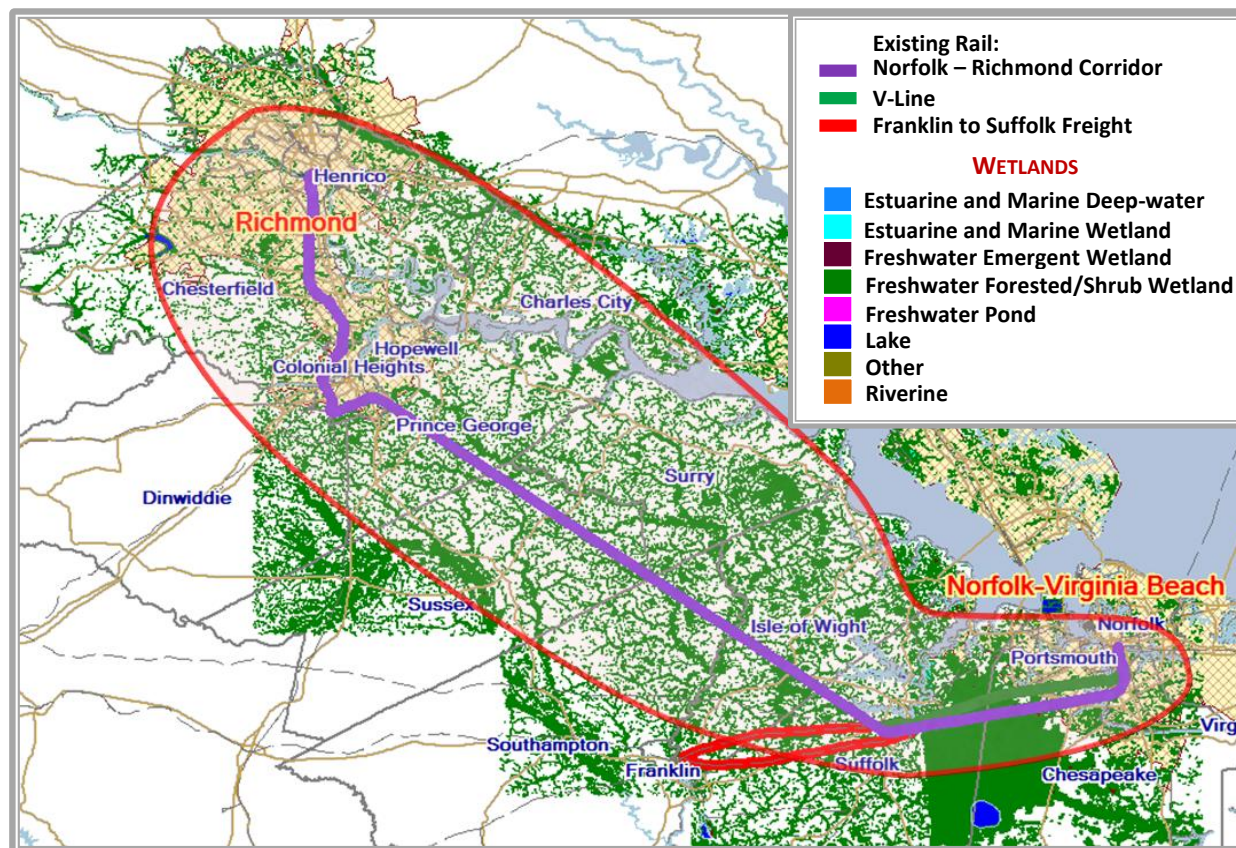 Existing Rail:
Norfolk – Richmond Corridor
V-Line
Franklin to Suffolk Freight
WETLANDS
Estuarine and Marine Deep-water
Estuarine and Marine Wetland
Freshwater Emergent Wetland
Freshwater Forested/Shrub Wetland
Freshwater Pond
Lake
Other
Riverine
Henrico
Richmond
Chesterfield
Charles City
Hopewell
Colonial Heights
Prince George
Surry
Dinwiddie
Sussex
Norfolk-Virginia Beach
Isle of Wight
Norfolk
Portsmouth
Virg
Southampton
Franklin
Suffolk
Chesapeake